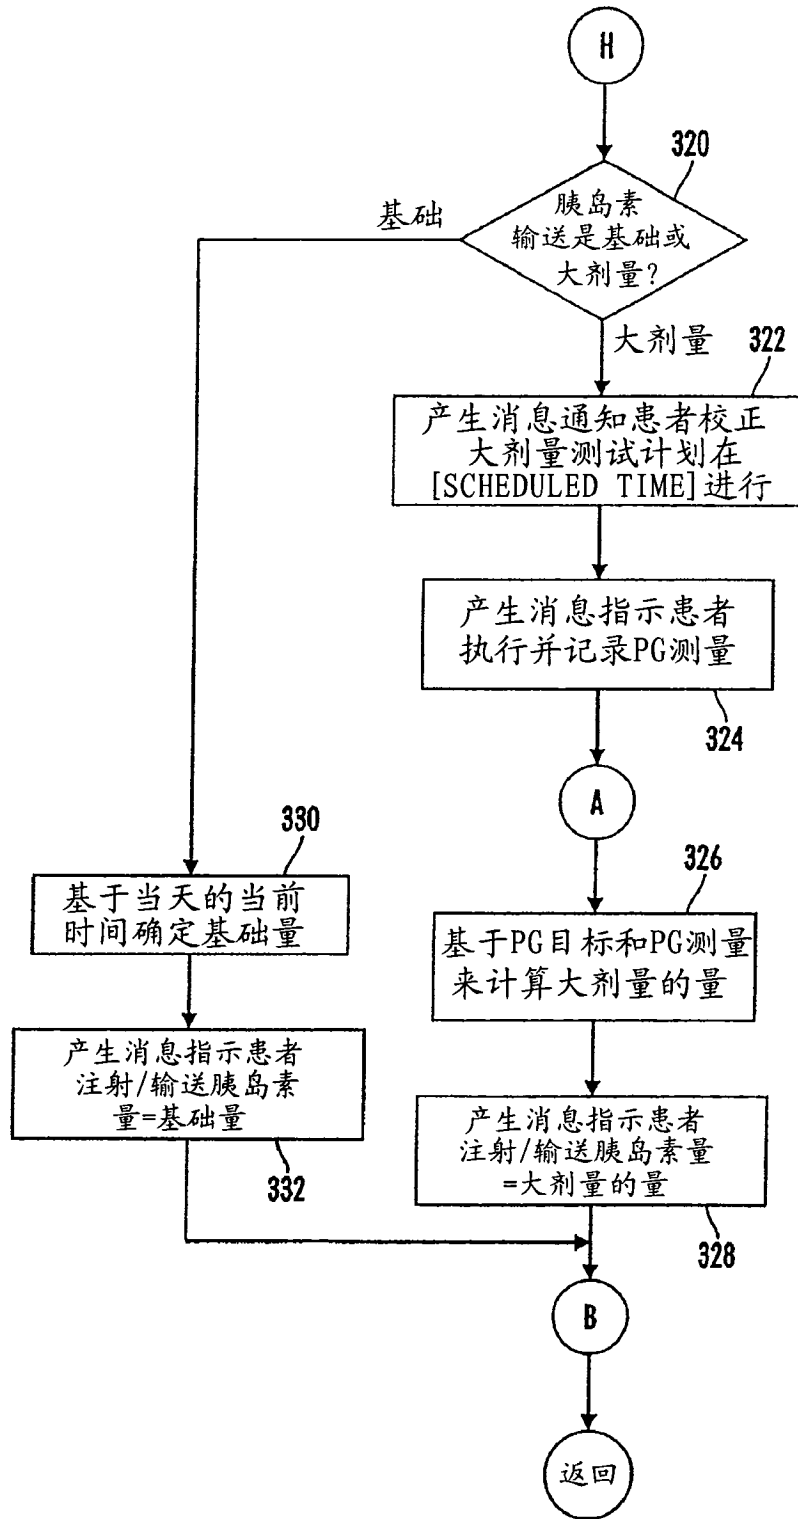 H
320
胰岛素
输送是基础或
大剂量?
基础
大剂量
322
产生消息通知患者校正
大剂量测试计划在
[SCHEDULED TIME]进行
产生消息指示患者
执行并记录PG测量
324
A
330
基于当天的当前
时间确定基础量
326
基于PG目标和PG测量
来计算大剂量的量
产生消息指示患者
注射/输送胰岛素
量=基础量
332
产生消息指示患者
注射/输送胰岛素量
=大剂量的量
328
B
返回